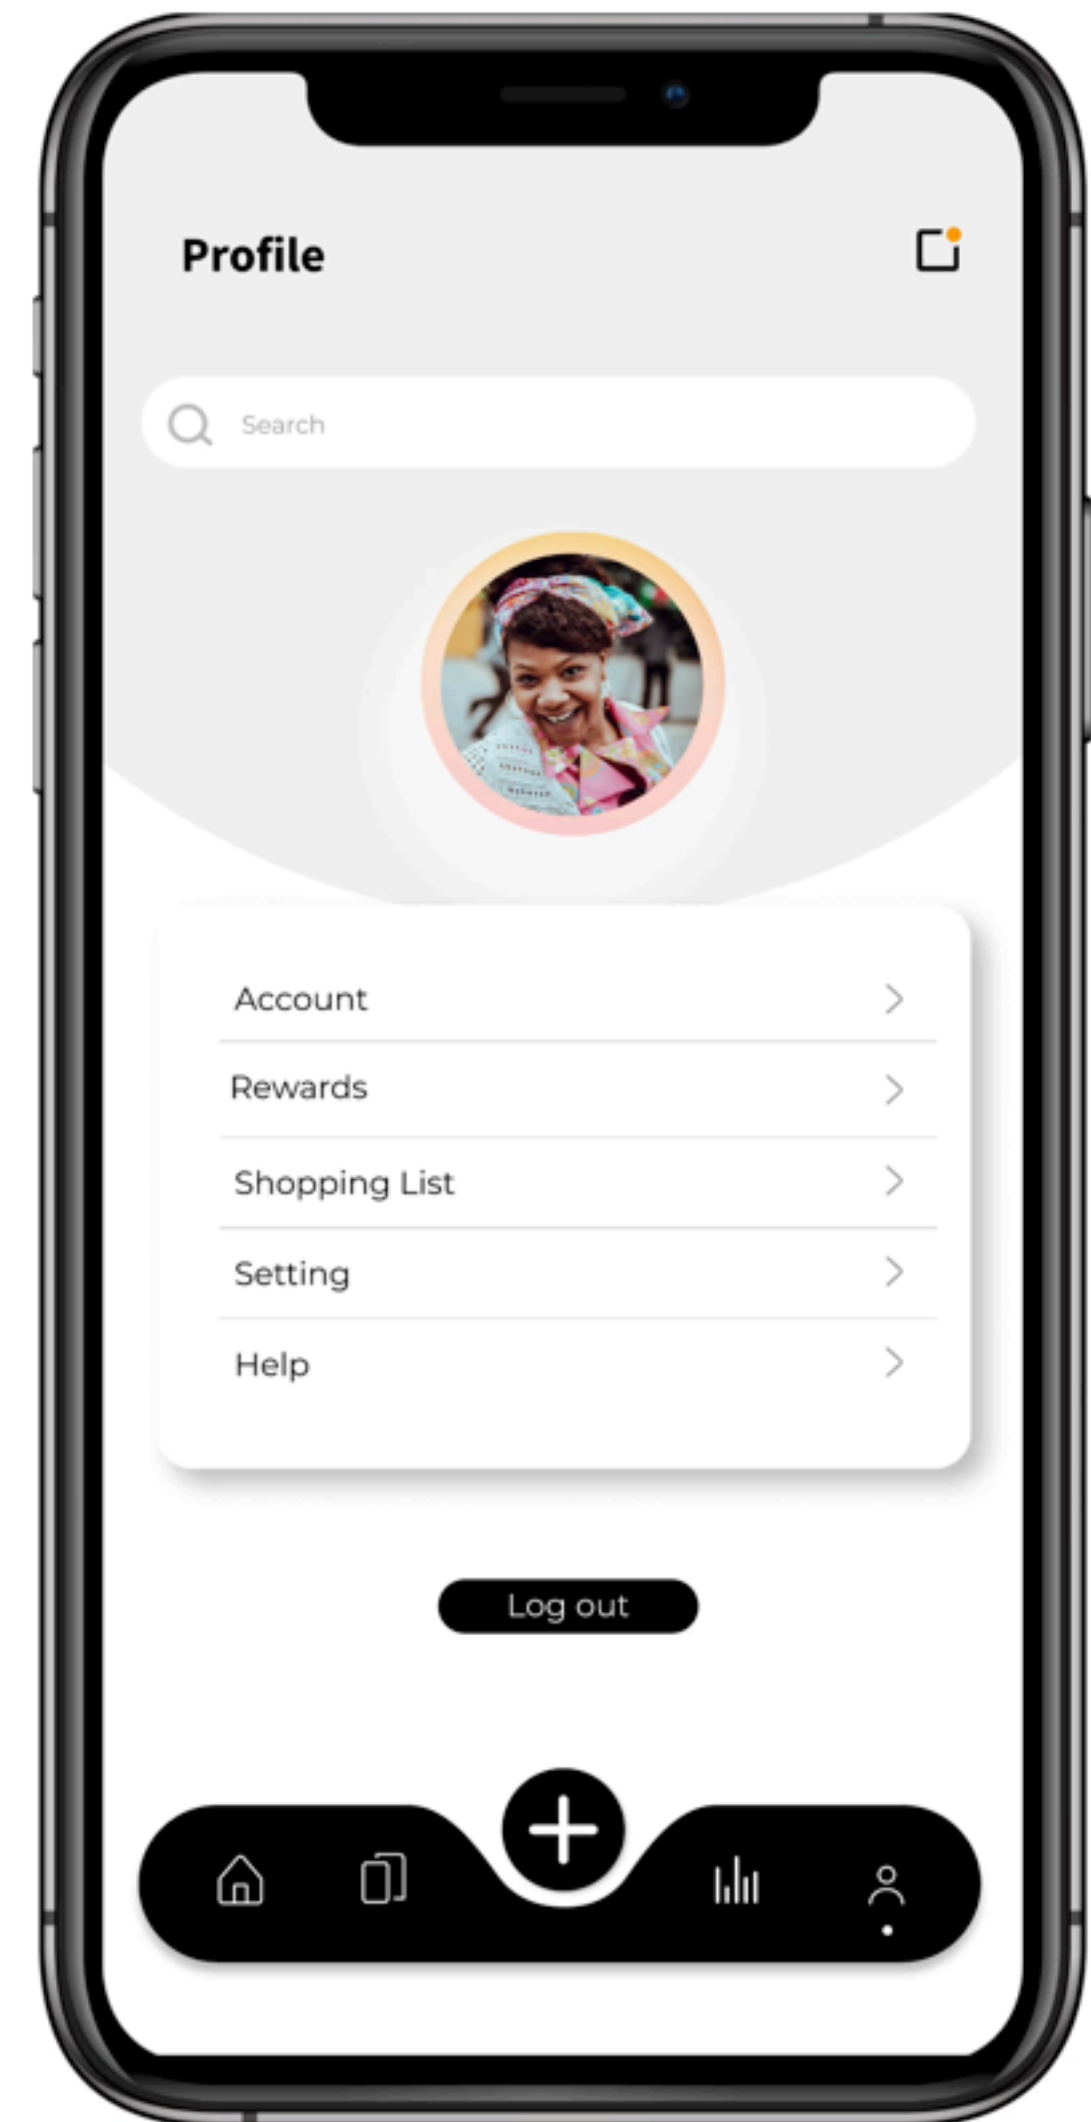 Profile
Search
Account
Rewards
Shopping List
Setting
Help
Log out